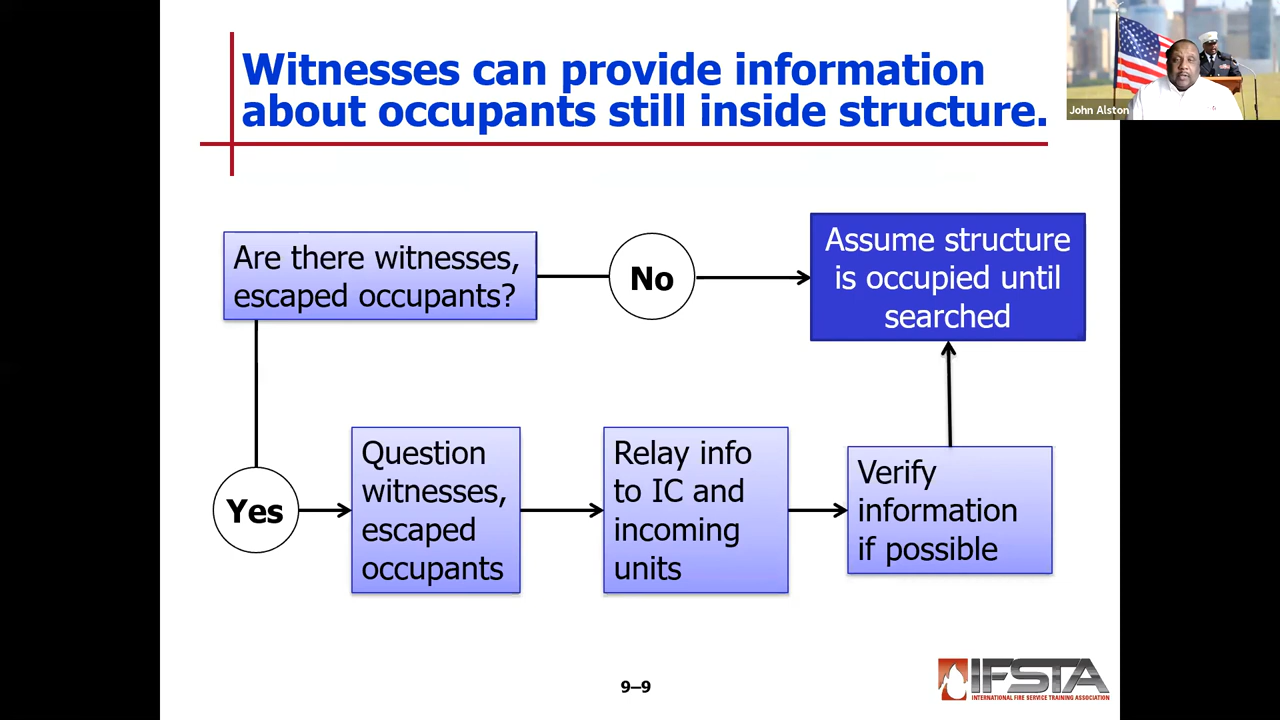 Witnesses can provide information
about occupants still inside structure.
John Alston
Are there witnesses,
escaped occupants?
No
Assume structure
is occupied until
searched
Yes
Question
witnesses,
escaped
occupants
Relay info
to IC and
incoming
units
Verify
information
if possible
9–9
IFSTA
INTERNATIONAL FIRE SERVICE TRAINING ASSOCIATION